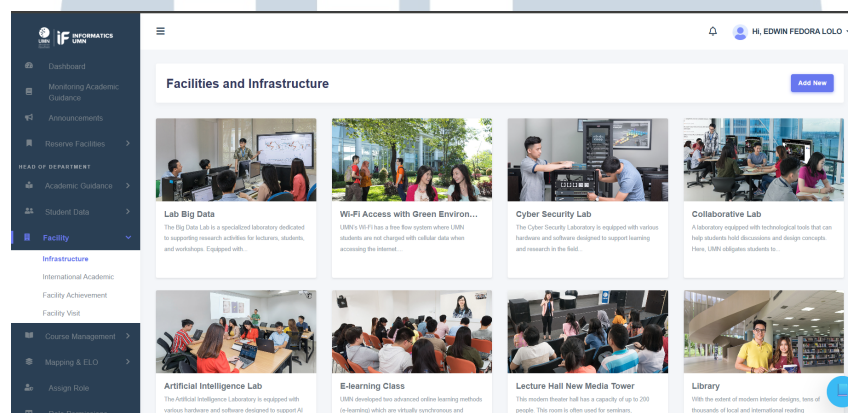 UMN
IF INFORMATICS
UMN
Hi, EDWIN FEDORA LOLO
Dashboard
Monitoring Academic
Guidance
Announcements
Reserve Facilities
HEAD OF DEPARTMENT
Academic Guidance
Student Data
Facility
Infrastructure
International Academic
Facility Achievement
Facility Visit
Course Management
Mapping & ELO
Assign Role
Facilities and Infrastructure
Add New
Lab Big Data
The Big Data Lab is a specialized laboratory dedicated
to supporting research activities for lecturers, students,
and workshops. Equipped with...
Wi-Fi Access with Green Environ...
UMN's Wi-Fi has a free flow system where UMN
students are not charged with cellular data when
accessing the internet...
Cyber Security Lab
The Cyber Security Laboratory is equipped with various
hardware and software designed to support learning
and research in the field...
Collaborative Lab
A laboratory equipped with technological tools that can
help students hold discussions and design concepts.
Here, UMN obligates students to...
Artificial Intelligence Lab
The Artificial Intelligence Laboratory is equipped with
various hardware and software designed to support AI
E-learning Class
UMN developed two advanced online learning methods
(e-learning) which are virtually synchronous and
Lecture Hall New Media Tower
This modern theater hall has a capacity of up to 200
people. This room is often used for seminars,
Library
With the extent of modern interior designs, tens of
thousands of local and international reading